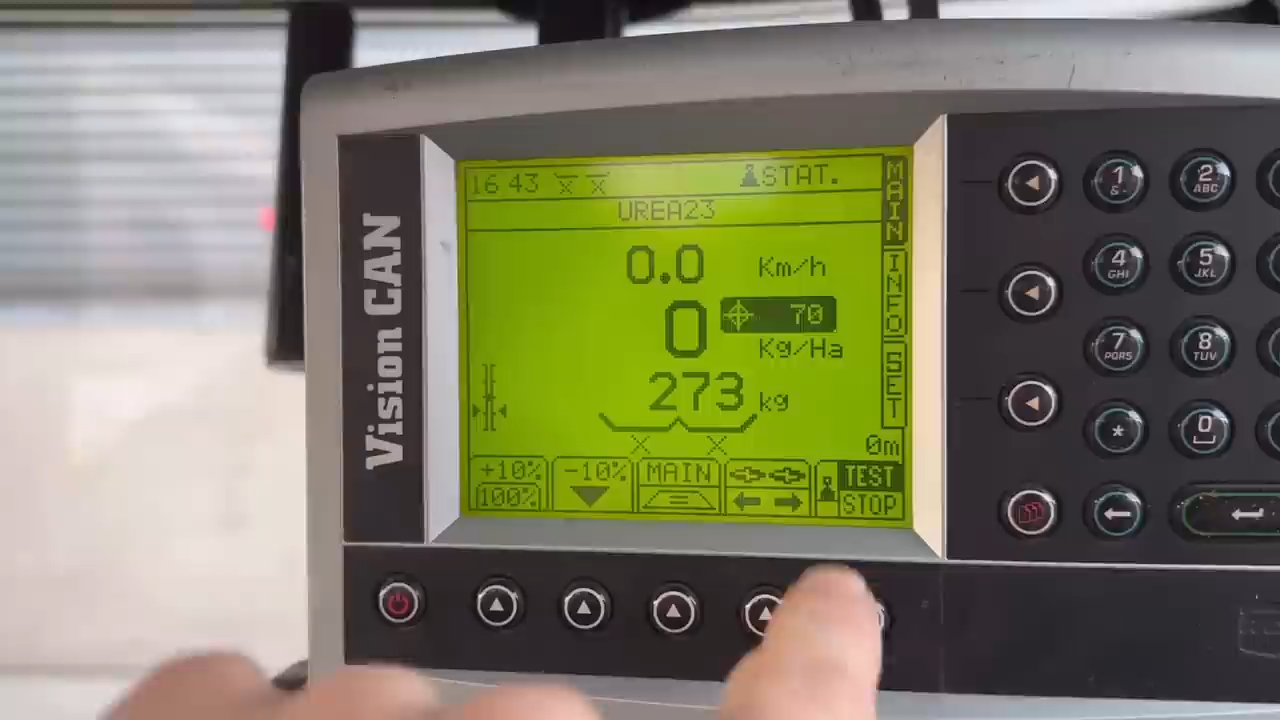 Vision CAN
16 43 STAT.
UREA23
0.0 Km/h
0 70
Kg/Ha
273 kg
0m
+10% -10% MAIN TEST
100% STOP
MAIN
INFO
SET
1 2
&- ABC
4 5
GHI JKL
7 8
PQRS TUV
* 0